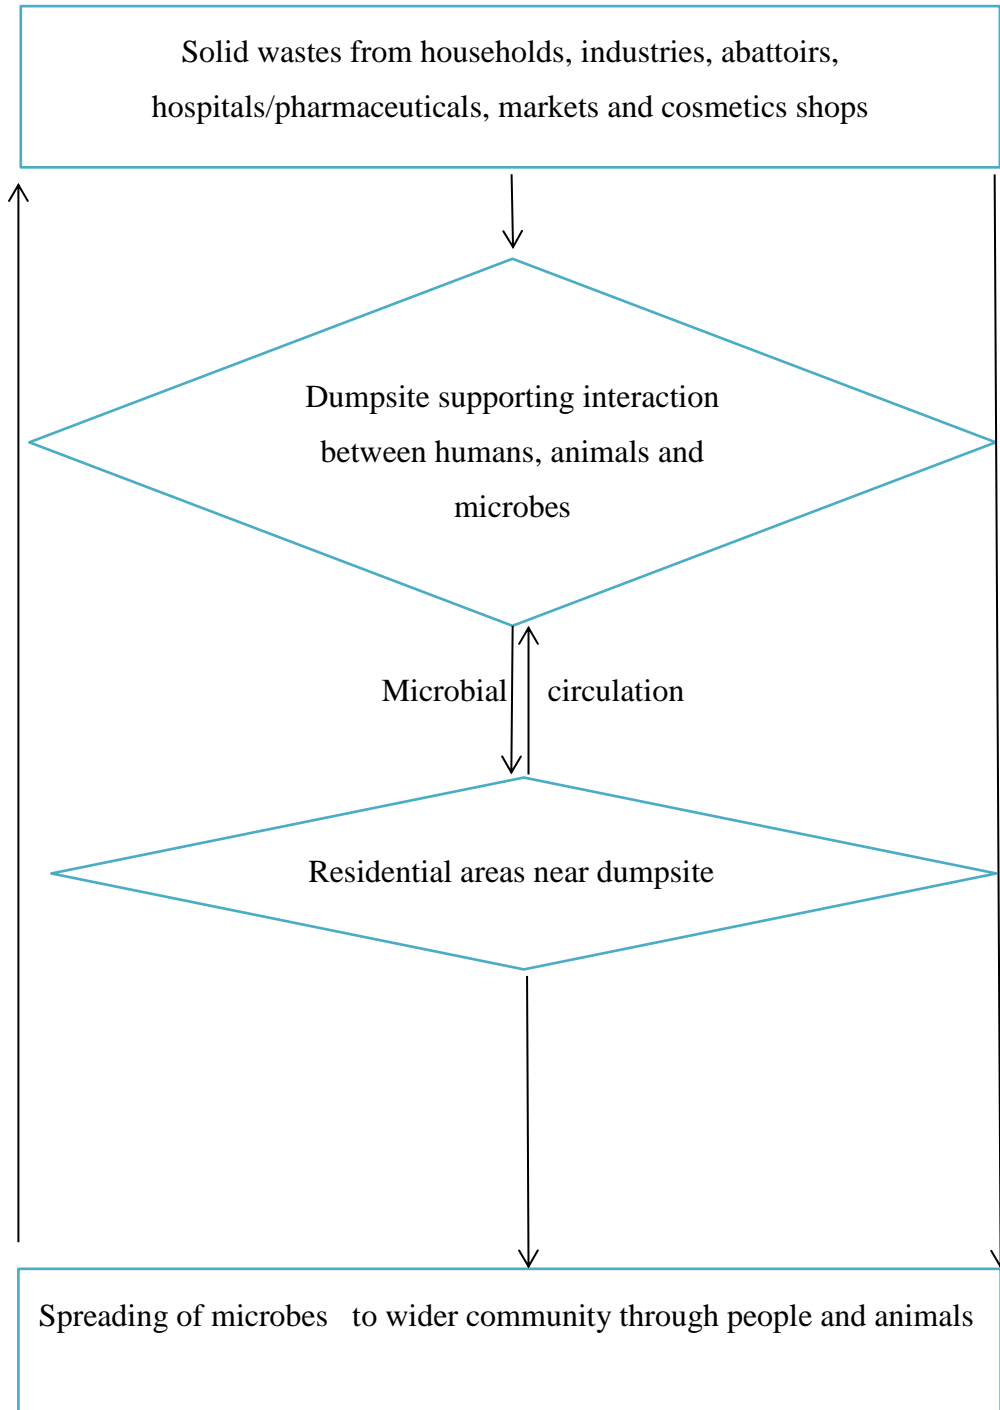 Solid wastes from households, industries, abattoirs,
hospitals/pharmaceuticals, markets and cosmetics shops
Dumpsite supporting interaction
between humans, animals and
microbes
Microbial circulation
Residential areas near dumpsite
Spreading of microbes to wider community through people and animals